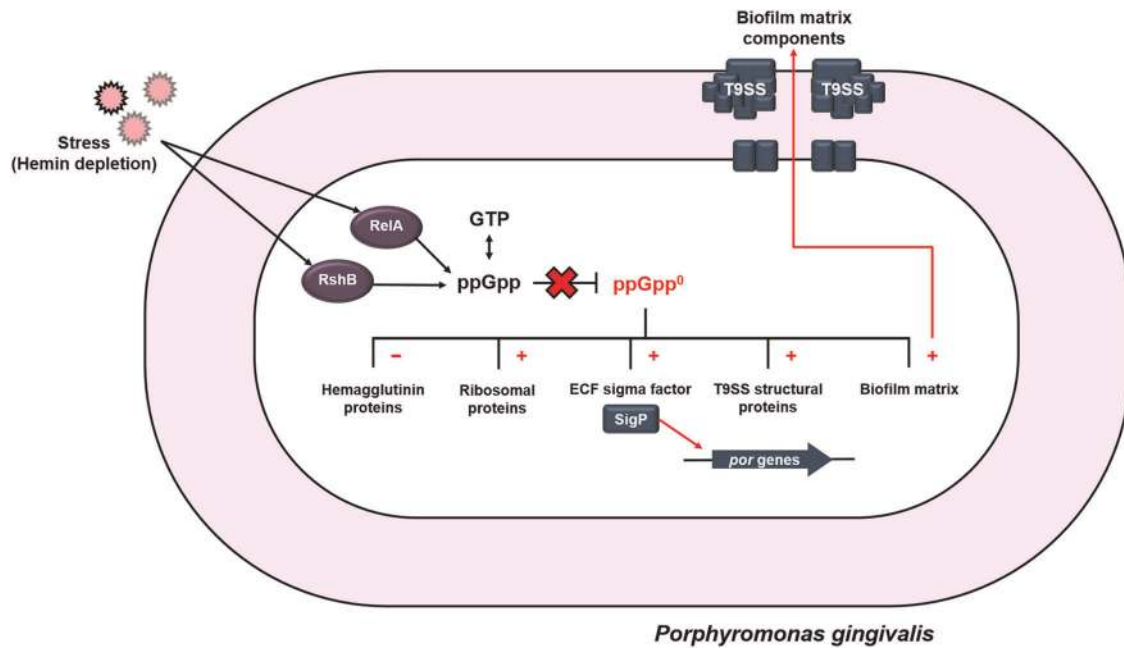 Biofilm matrix
components
T9SS
T9SS
Stress
(Hemin depletion)
RelA
GTP
RshB
ppGpp
ppGpp⁰
–
+
+
+
+
Hemagglutinin
proteins
Ribosomal
proteins
ECF sigma factor
T9SS structural
proteins
Biofilm matrix
SigP
por genes
Porphyromonas gingivalis